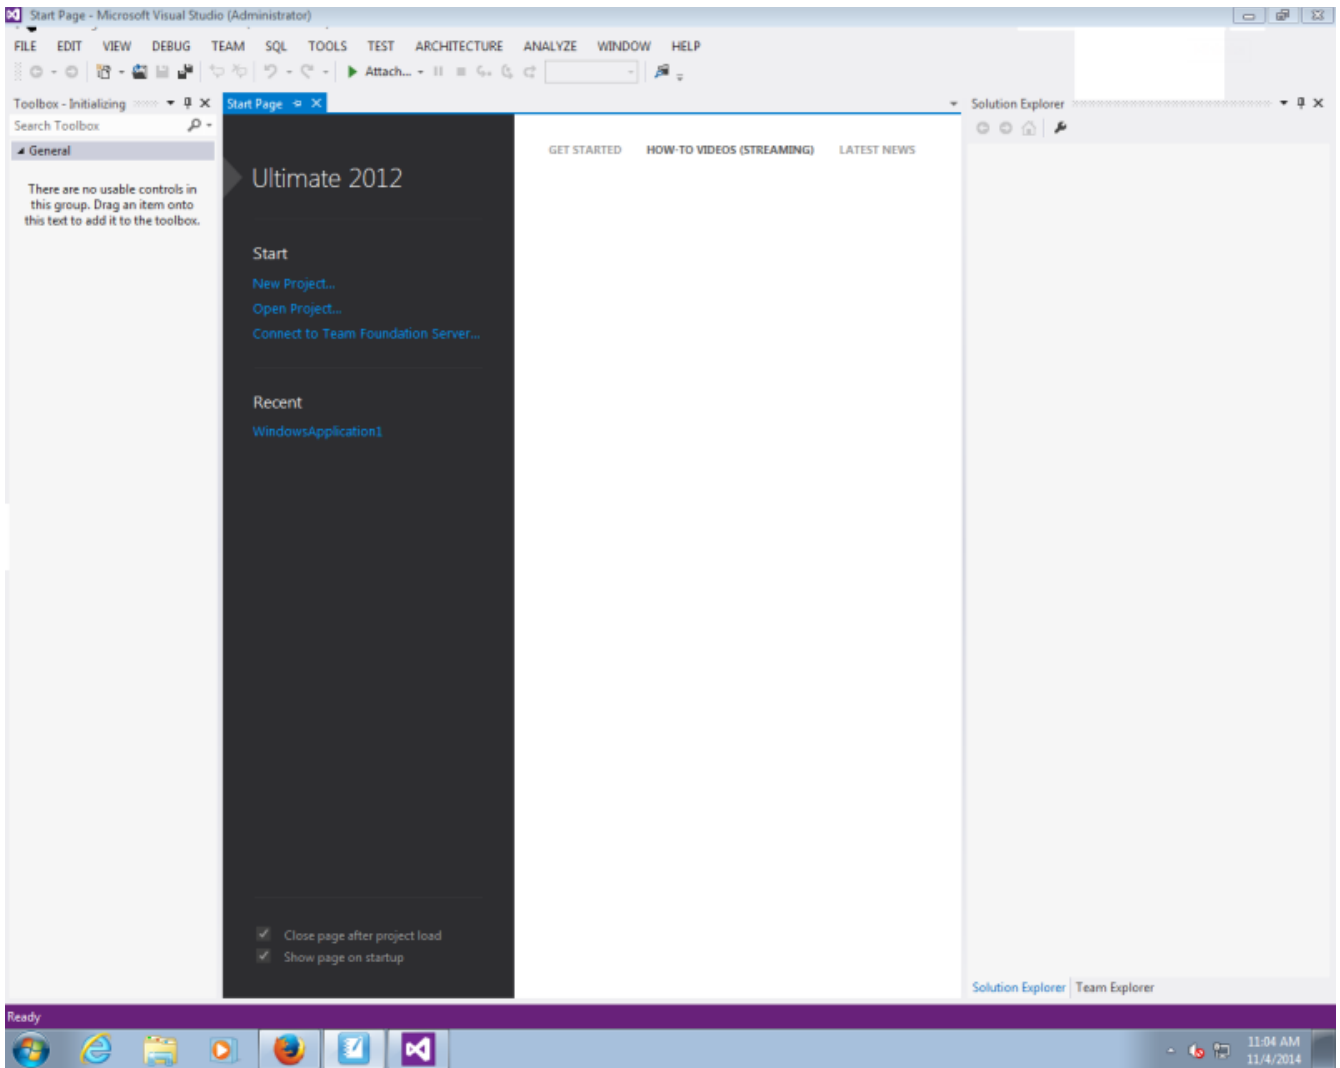 Start Page - Microsoft Visual Studio (Administrator)
FILE EDIT VIEW DEBUG TEAM SQL TOOLS TEST ARCHITECTURE ANALYZE WINDOW HELP
Attach...
Toolbox - Initializing
Start Page
Solution Explorer
Search Toolbox
General
There are no usable controls in
this group. Drag an item onto
this text to add it to the toolbox.
Ultimate 2012
Start
New Project...
Open Project...
Connect to Team Foundation Server...
Recent
WindowsApplication1
Close page after project load
Show page on startup
GET STARTED HOW-TO VIDEOS (STREAMING) LATEST NEWS
Solution Explorer Team Explorer
Ready
11:04 AM
11/4/2014